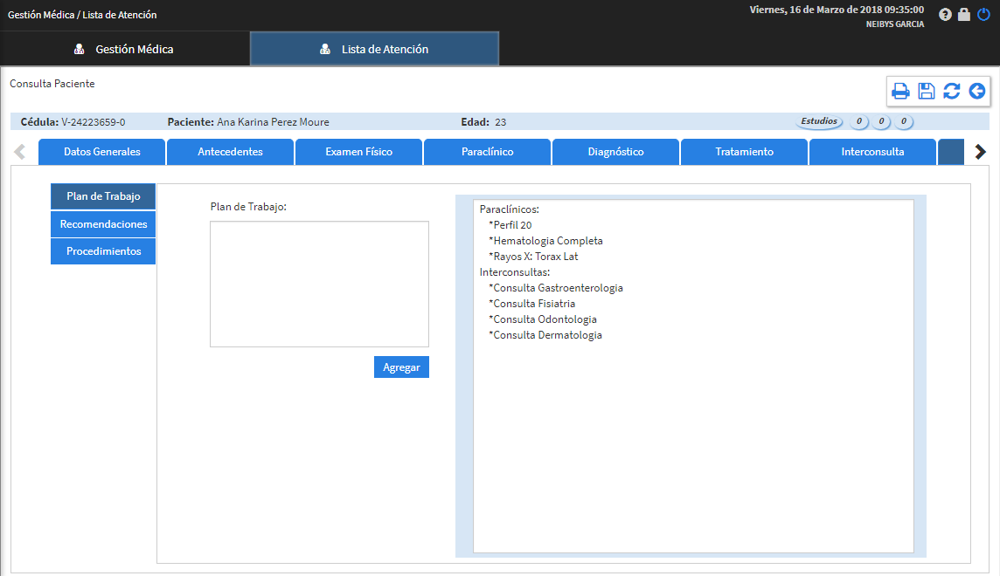 Gestión Médica / Lista de Atención
Viernes, 16 de Marzo de 2018 09:35:00
NEIBYS GARCIA
Gestión Médica
Lista de Atención
Consulta Paciente
Cédula: V-24223659-0 Paciente: Ana Karina Perez Moure Edad: 23 Estudios 0 0 0
Datos Generales Antecedentes Examen Físico Paraclínico Diagnóstico Tratamiento Interconsulta
Plan de Trabajo
Recomendaciones
Procedimientos
Plan de Trabajo:
Agregar
Paraclínicos:
*Perfil 20
*Hematologia Completa
*Rayos X: Torax Lat
Interconsultas:
*Consulta Gastroenterologia
*Consulta Fisiatria
*Consulta Odontologia
*Consulta Dermatologia